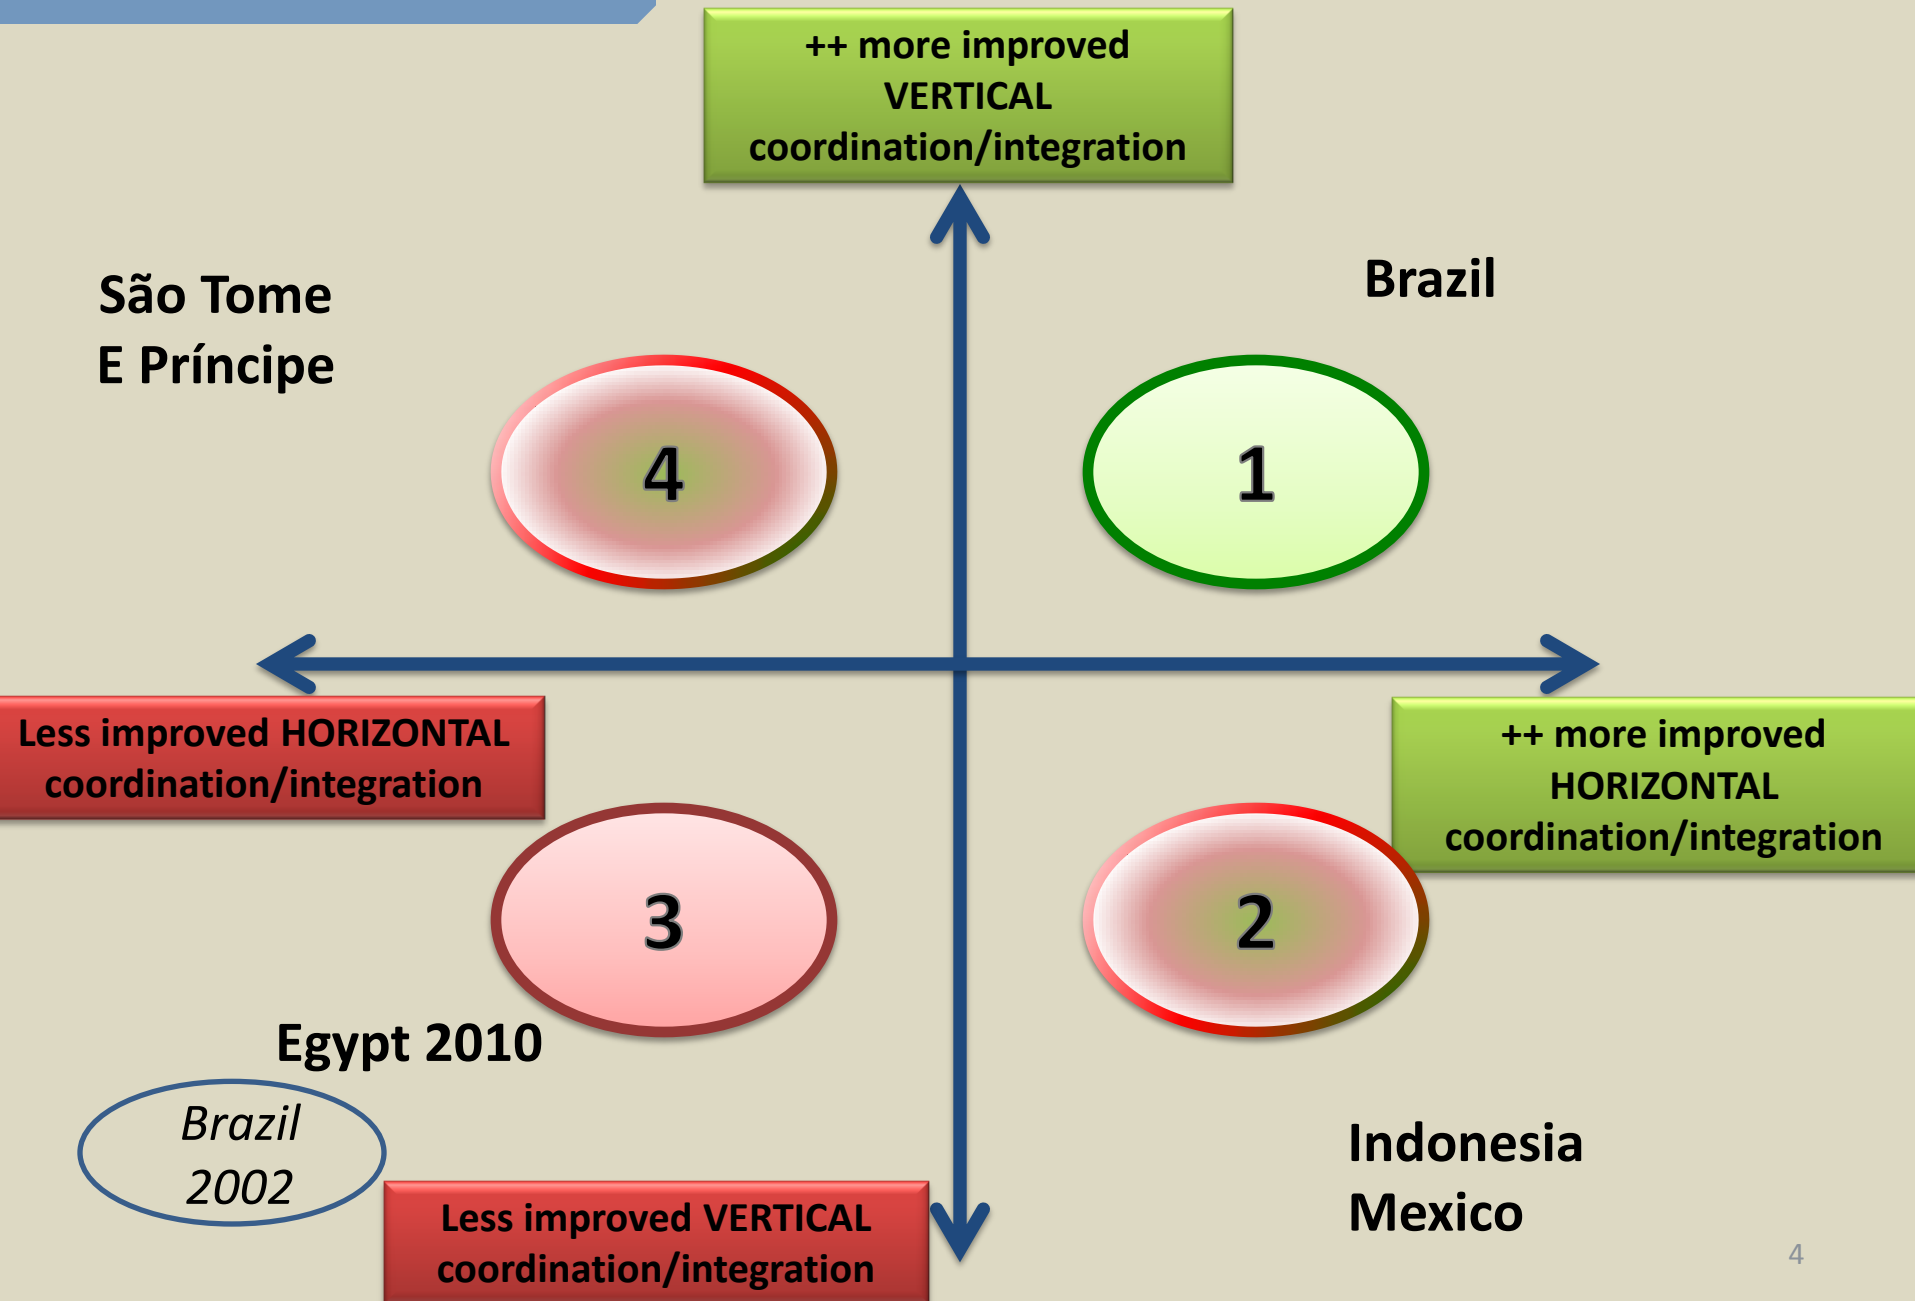 ++ more improved
VERTICAL
coordination/integration
São Tome
E Príncipe
Brazil
4
1
Less improved HORIZONTAL
coordination/integration
++ more improved
HORIZONTAL
coordination/integration
3
2
Egypt 2010
Brazil
2002
Indonesia
Mexico
Less improved VERTICAL
coordination/integration
4